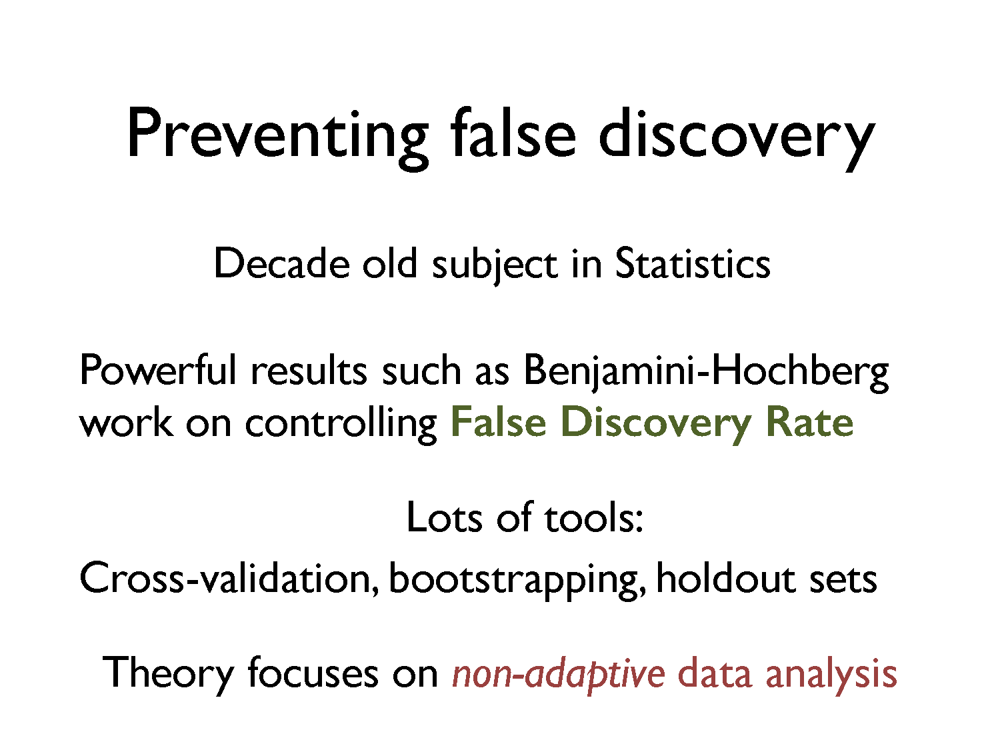 Preventing false discovery
Decade old subject in Statistics
Powerful results such as Benjamini-Hochberg
work on controlling False Discovery Rate
Lots of tools:
Cross-validation, bootstrapping, holdout sets
Theory focuses on non-adaptive data analysis